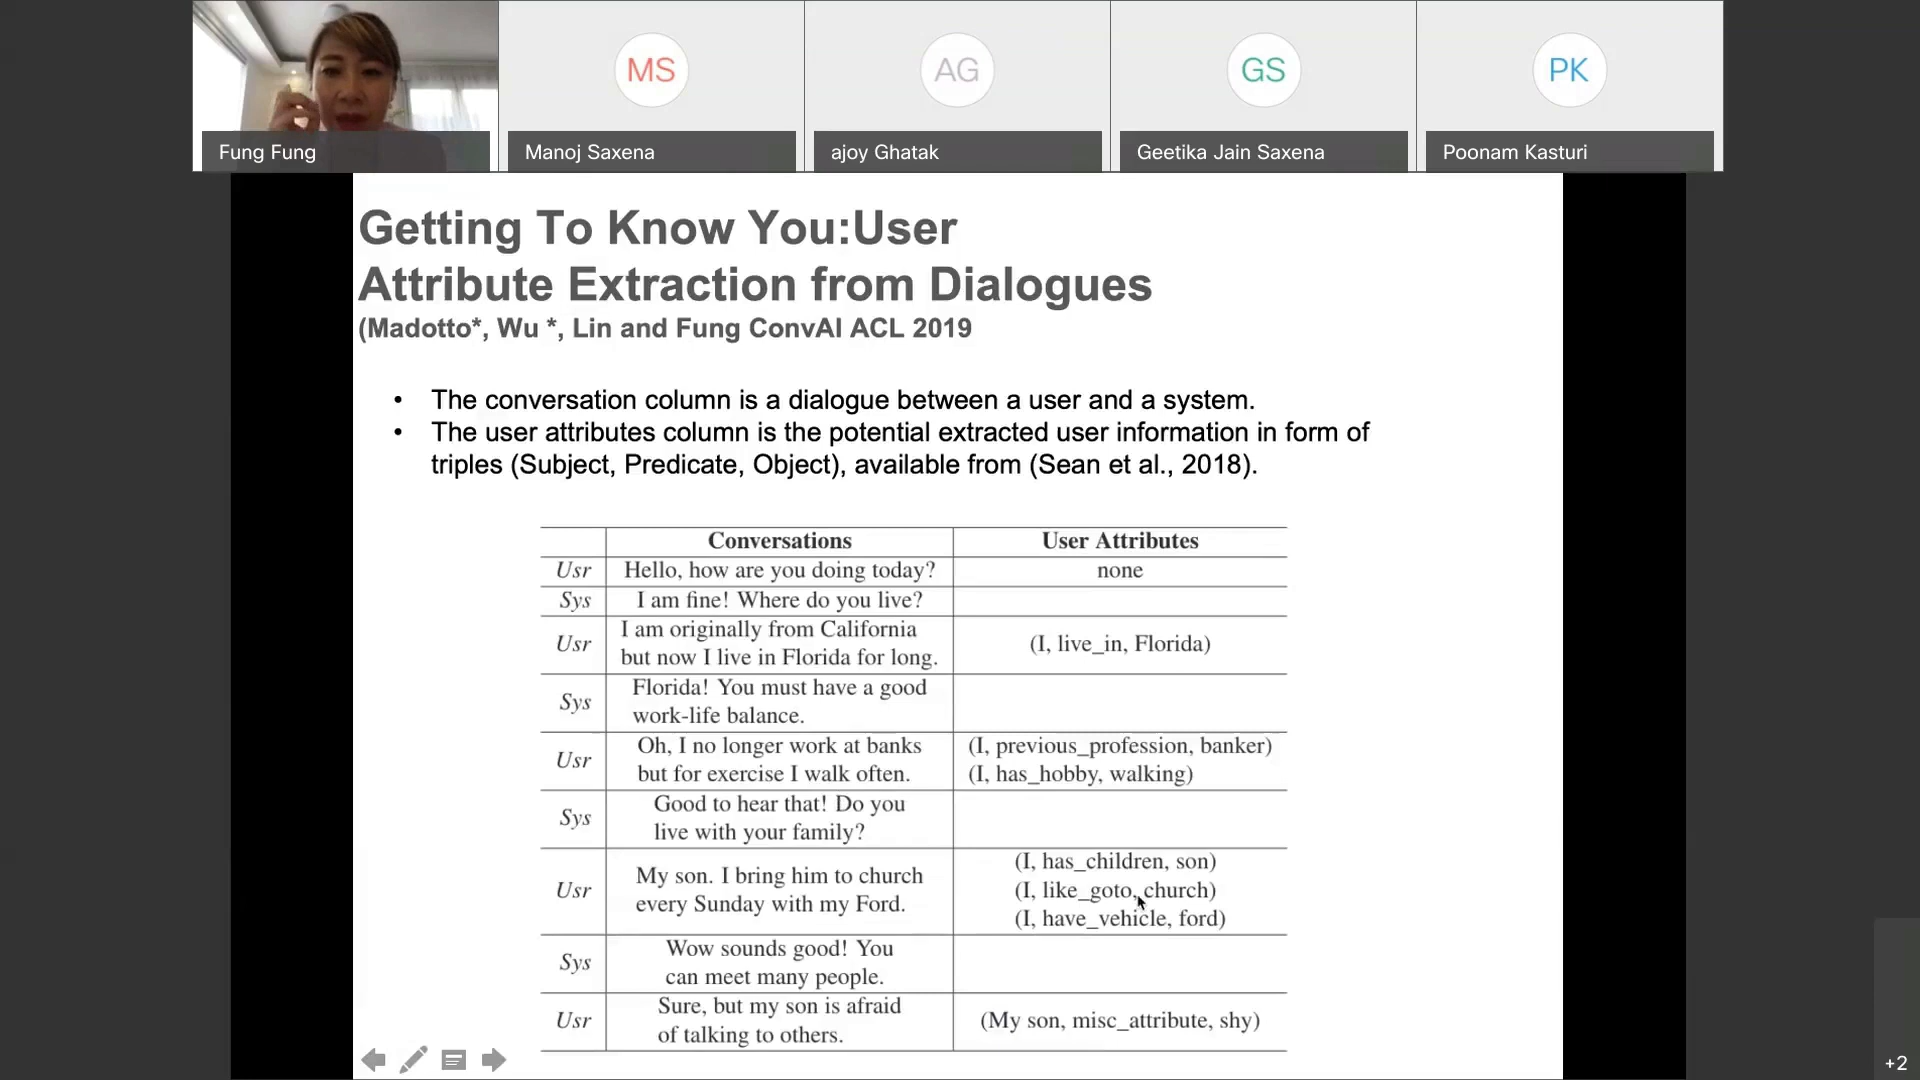 MS
AG
GS
PK
Fung Fung
Manoj Saxena
ajoy Ghatak
Geetika Jain Saxena
Poonam Kasturi
Getting To Know You:User
Attribute Extraction from Dialogues
(Madotto*, Wu *, Lin and Fung ConvAI ACL 2019
• The conversation column is a dialogue between a user and a system.
• The user attributes column is the potential extracted user information in form of
triples (Subject, Predicate, Object), available from (Sean et al., 2018).
Conversations User Attributes
Usr Hello, how are you doing today? none
Sys I am fine! Where do you live?
Usr I am originally from California
but now I live in Florida for long. (I, live_in, Florida)
Sys Florida! You must have a good
work-life balance.
Usr Oh, I no longer work at banks (I, previous_profession, banker)
but for exercise I walk often. (I, has_hobby, walking)
Sys Good to hear that! Do you
live with your family?
Usr My son. I bring him to church
every Sunday with my Ford.
(I, has_children, son)
(I, like_goto, church)
(I, have_vehicle, ford)
Sys Wow sounds good! You
can meet many people.
Usr Sure, but my son is afraid
of talking to others. (My son, misc_attribute, shy)
+2